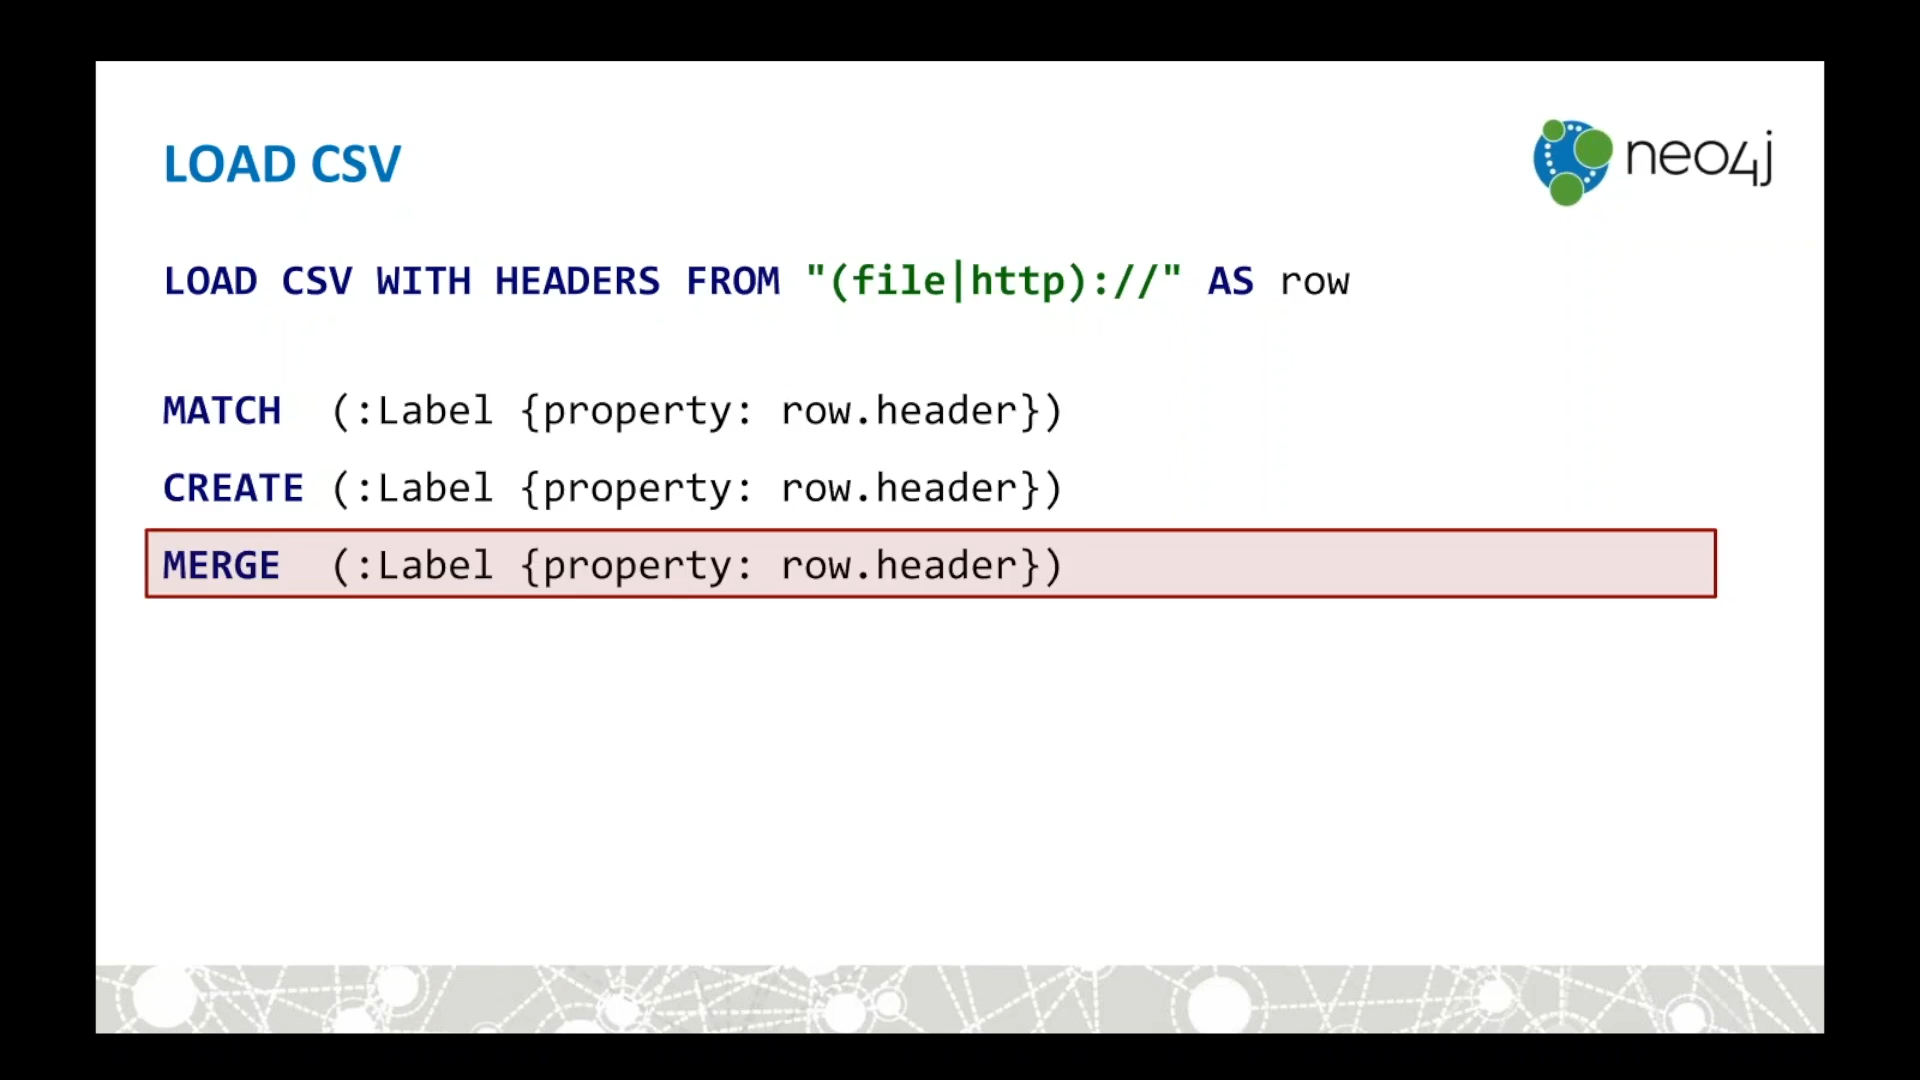 LOAD CSV
neo4j
LOAD CSV WITH HEADERS FROM "(file|http)://" AS row
MATCH (:Label {property: row.header})
CREATE (:Label {property: row.header})
MERGE (:Label {property: row.header})